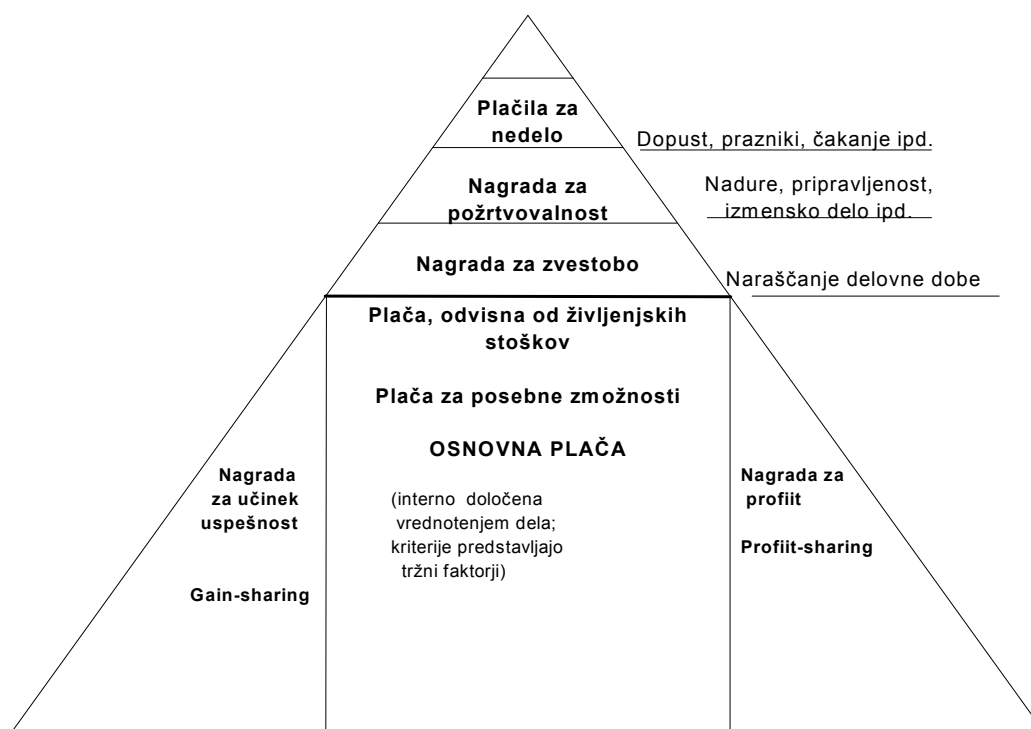 Plačila za
nedelo
Dopust, prazniki, čakanje ipd.
Nagrada za
požrtvovalnost
Nadure, pripravljenost,
izmensko delo ipd.
Nagrada za zvestobo
Naraščanje delovne dobe
Plača, odvisna od življenjskih
stoškov
Plača za posebne zmožnosti
OSNOVNA PLAČA
(interno določena
vrednotenjem dela;
kriterije predstavljajo
tržni faktorji)
Nagrada
za učinek
uspešnost
Gain-sharing
Nagrada za
profiit
Profiit-sharing